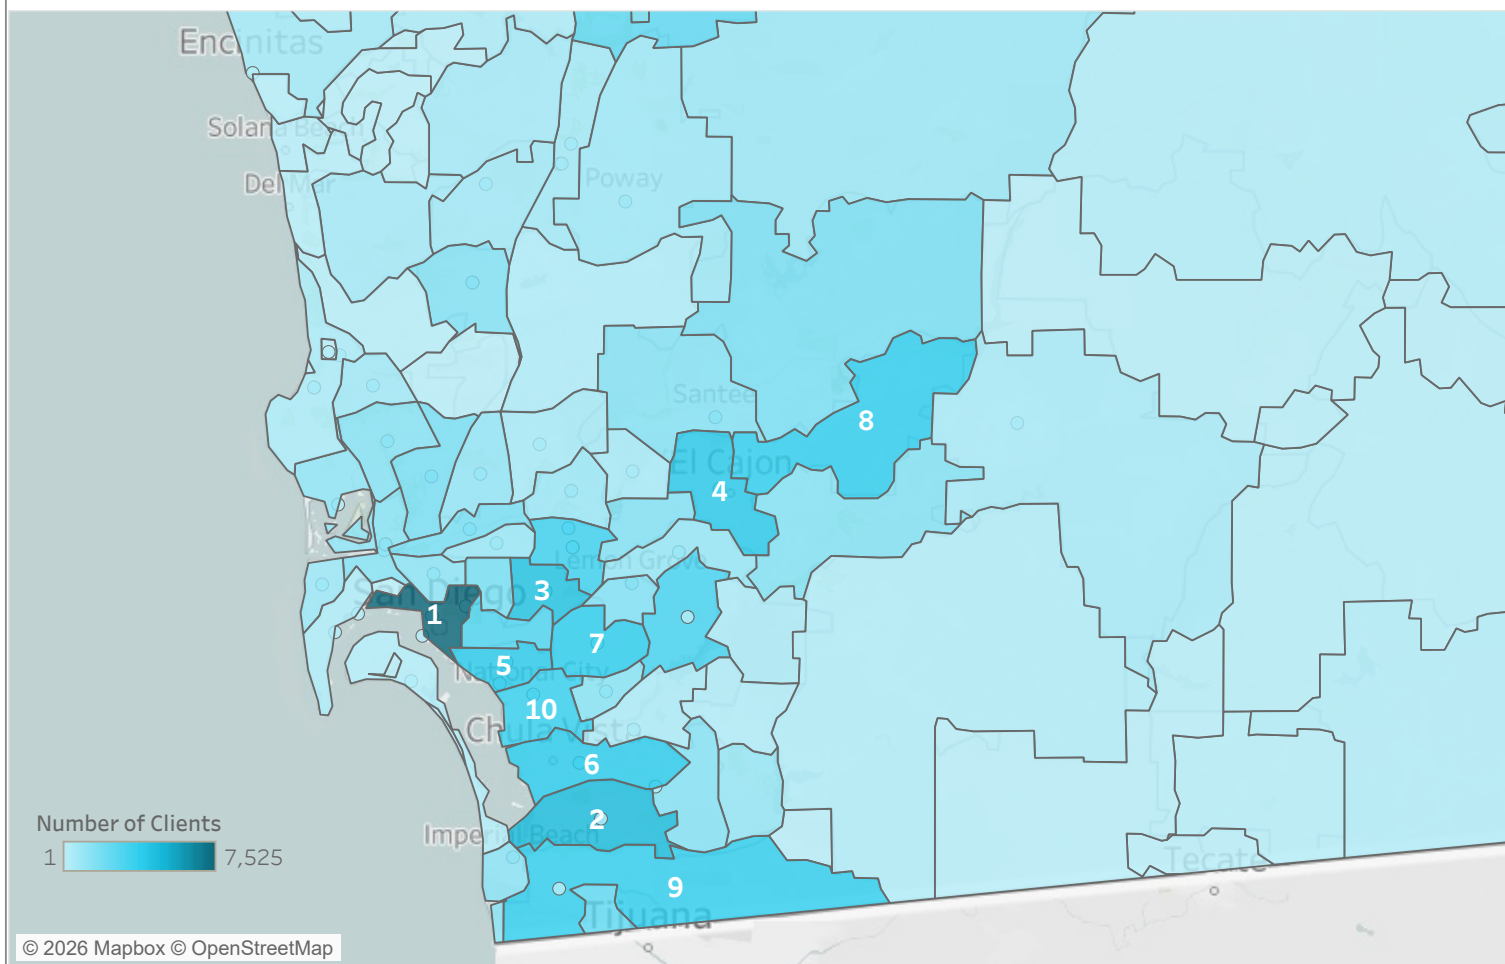 Encinitas
Solana Beach
Del Mar
Poway
Santee
8
El Cajon
4
Lemon Grove
San Diego
3
1
7
5
National City
10
Chula Vista
6
2
Imperial Beach
Number of Clients
1 7,525
Tecate
9
Tijuana
© 2026 Mapbox © OpenStreetMap